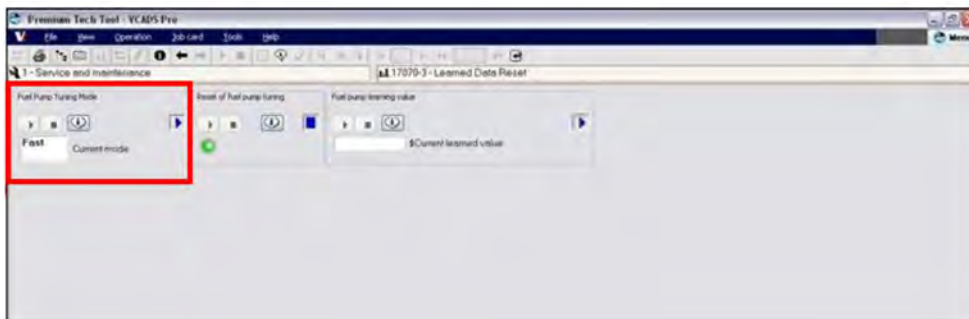 Premium Tech Tool - VCADS Pro
V File View Operation Job card Tools Help
Menu
1 - Service and maintenance
17070-3 - Learned Data Reset
Fuel Pump Tuning Mode
Reset of Fuel pump tuning
Fuel pump learning value
Fast
Current mode
$Current learned value